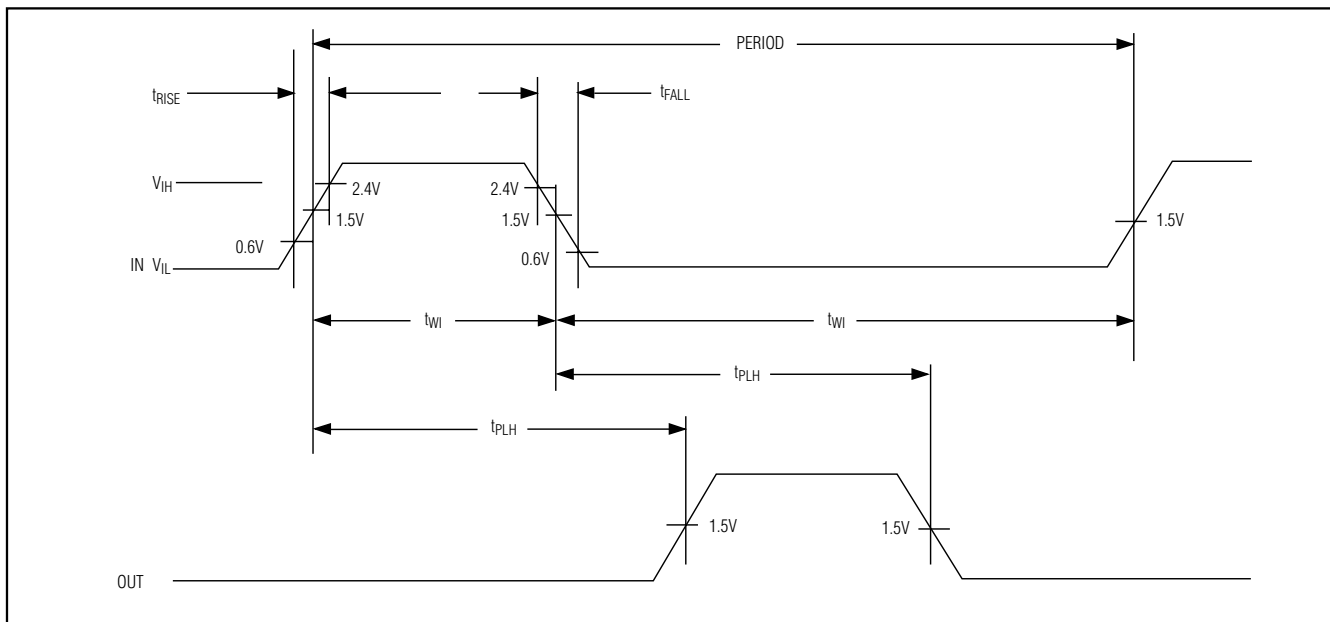 PERIOD
tRISE
tFALL
VIH
2.4V
2.4V
1.5V
1.5V
1.5V
0.6V
0.6V
IN VIL
tWI
tWI
tPLH
tPLH
1.5V
1.5V
OUT